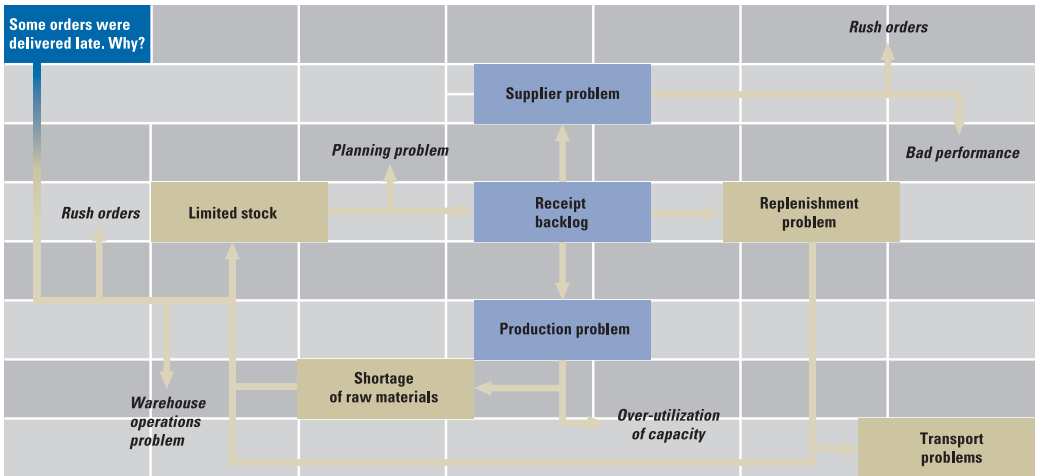 Some orders were
delivered late. Why?
Rush orders
Supplier problem
Planning problem
Bad performance
Rush orders
Limited stock
Receipt
backlog
Replenishment
problem
Production problem
Shortage
of raw materials
Warehouse
operations
problem
Over-utilization
of capacity
Transport
problems